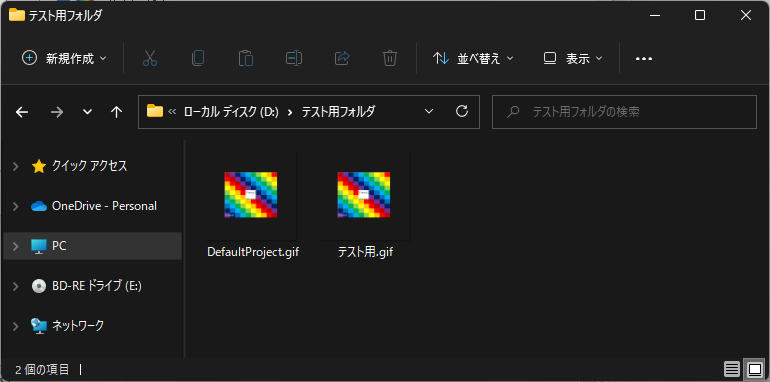 テスト用フォルダ
新規作成
並べ替え
表示
ローカル ディスク (D:)
テスト用フォルダ
テスト用フォルダの検索
クイック アクセス
OneDrive - Personal
PC
BD-RE ドライブ (E:)
ネットワーク
DefaultProject.gif
テスト用.gif
2 個の項目